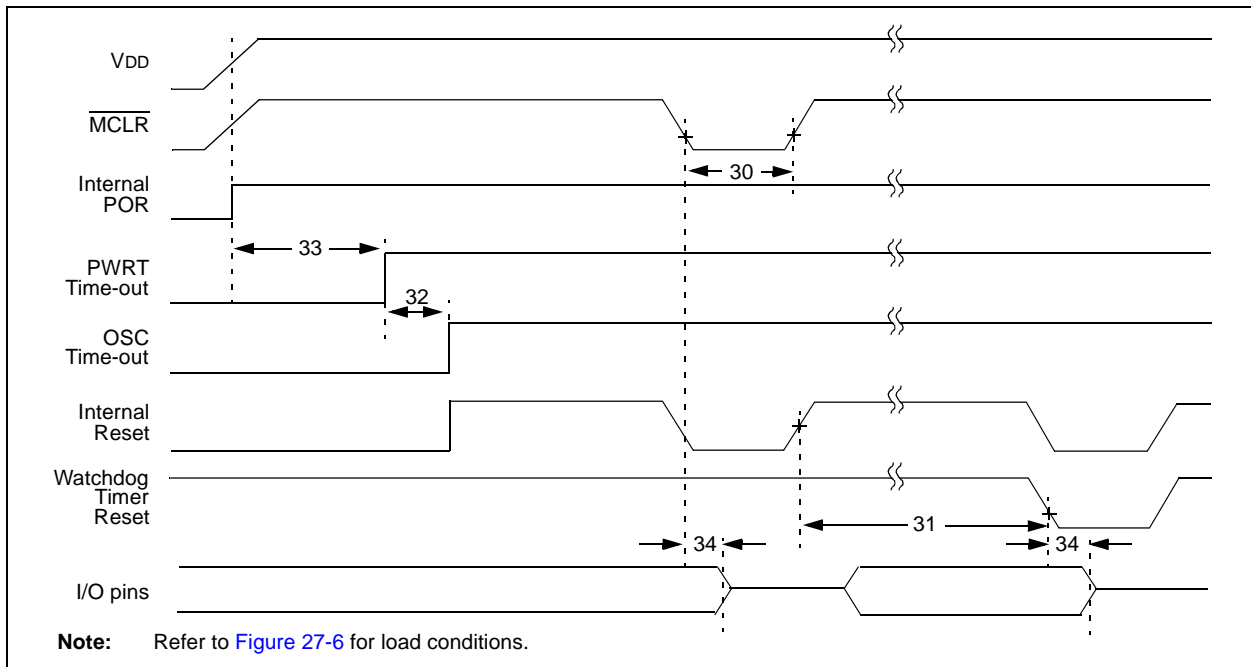 VDD
MCLR
30
Internal
POR
33
PWRT
Time-out
32
OSC
Time-out
Internal
Reset
Watchdog
Timer
Reset
31
34
34
I/O pins
Note: Refer to Figure 27-6 for load conditions.